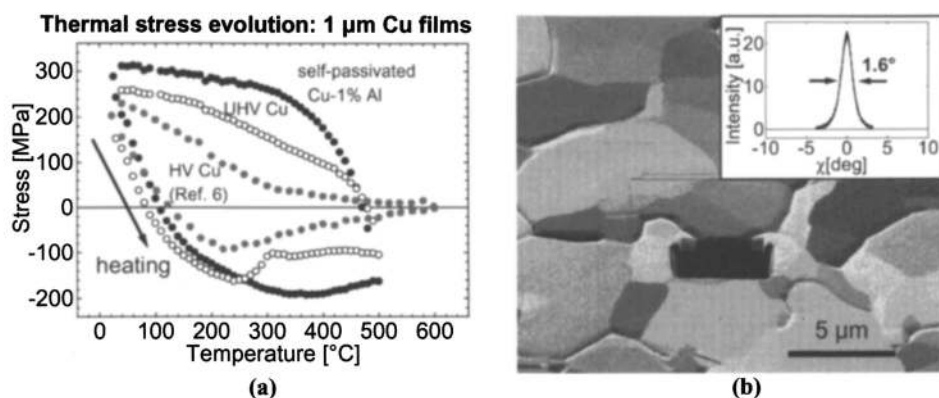 Thermal stress evolution: 1 µm Cu films
Stress [MPa]
300
200
100
0
-100
-200
self-passivated
Cu-1% Al
UHV Cu
HV Cu
(Ref. 6)
heating
0 100 200 300 400 500 600
Temperature [°C]
(a)
Intensity [a.u.]
20
10
0
1.6°
-10 -5 0 5 10
χ[deg]
5 µm
(b)